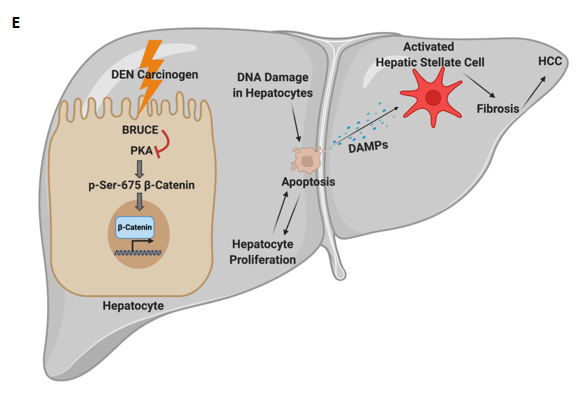 E
DEN Carcinogen
BRUCE
PKA
p-Ser-675 β-Catenin
β-Catenin
Hepatocyte
DNA Damage
in Hepatocytes
Apoptosis
Hepatocyte
Proliferation
DAMPs
Activated
Hepatic Stellate Cell
Fibrosis
HCC